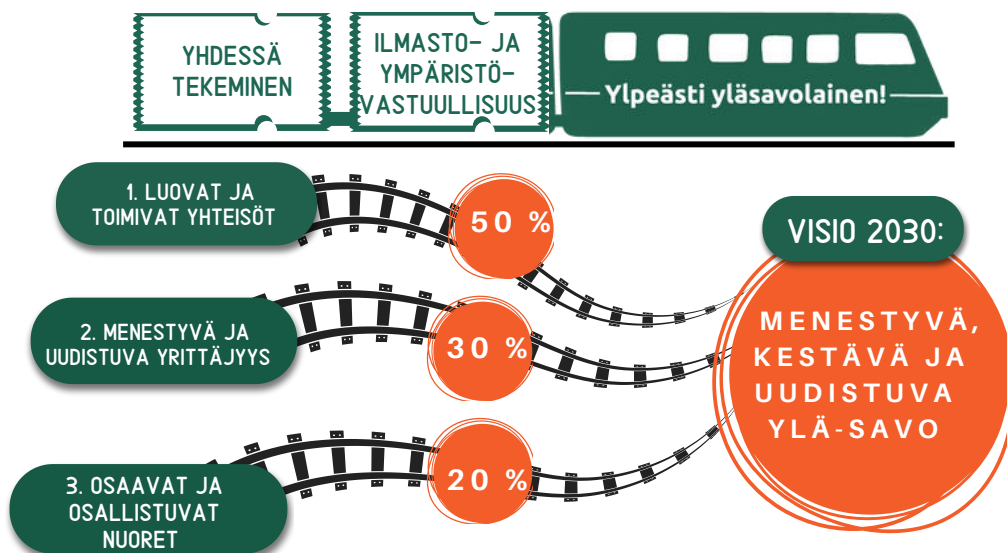 YHDESSÄ
TEKEMINEN
ILMASTO- JA
YMPÄRISTÖ-
VASTUULLISUUS
Ylpeästi yläsavolainen!
1. LUOVAT JA
TOIMIVAT YHTEISÖT
50 %
2. MENESTYVÄ JA
UUDISTUVA YRITTÄJYYS
30 %
3. OSAAVAT JA
OSALLISTUVAT
NUORET
20 %
VISIO 2030:
MENESTYVÄ,
KESTÄVÄ JA
UUDISTUVA
YLÄ-SAVO